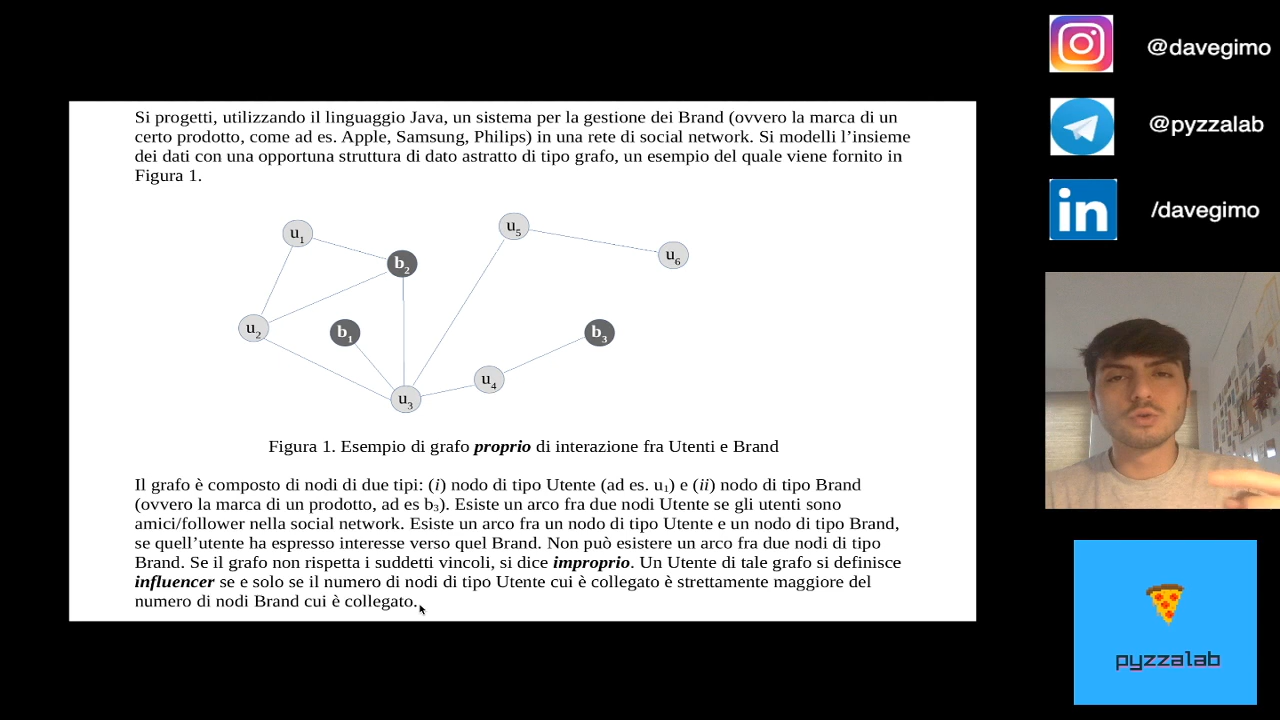 Si progetti, utilizzando il linguaggio Java, un sistema per la gestione dei Brand (ovvero la marca di un
certo prodotto, come ad es. Apple, Samsung, Philips) in una rete di social network. Si modelli l'insieme
dei dati con una opportuna struttura di dato astratto di tipo grafo, un esempio del quale viene fornito in
Figura 1.
u1
b2
u5
u6
u2
b1
b3
u4
u3
Figura 1. Esempio di grafo proprio di interazione fra Utenti e Brand
Il grafo è composto di nodi di due tipi: (i) nodo di tipo Utente (ad es. u1) e (ii) nodo di tipo Brand
(ovvero la marca di un prodotto, ad es b3). Esiste un arco fra due nodi Utente se gli utenti sono
amici/follower nella social network. Esiste un arco fra un nodo di tipo Utente e un nodo di tipo Brand,
se quell'utente ha espresso interesse verso quel Brand. Non può esistere un arco fra due nodi di tipo
Brand. Se il grafo non rispetta i suddetti vincoli, si dice improprio. Un Utente di tale grafo si definisce
influencer se e solo se il numero di nodi di tipo Utente cui è collegato è strettamente maggiore del
numero di nodi Brand cui è collegato.
@davegimo
@pyzzalab
in
/davegimo
pyzzalab